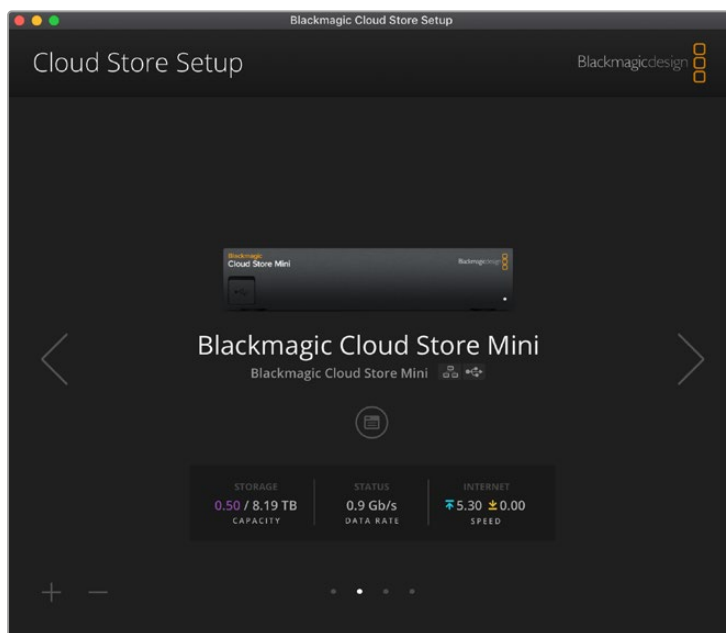 Blackmagic Cloud Store Setup
Cloud Store Setup
Blackmagicdesign
Blackmagic
Cloud Store Mini
Blackmagicdesign
Blackmagic Cloud Store Mini
Blackmagic Cloud Store Mini
STORAGE STATUS INTERNET
0.50 / 8.19 TB 0.9 Gb/s 5.30 0.00
CAPACITY DATA RATE SPEED